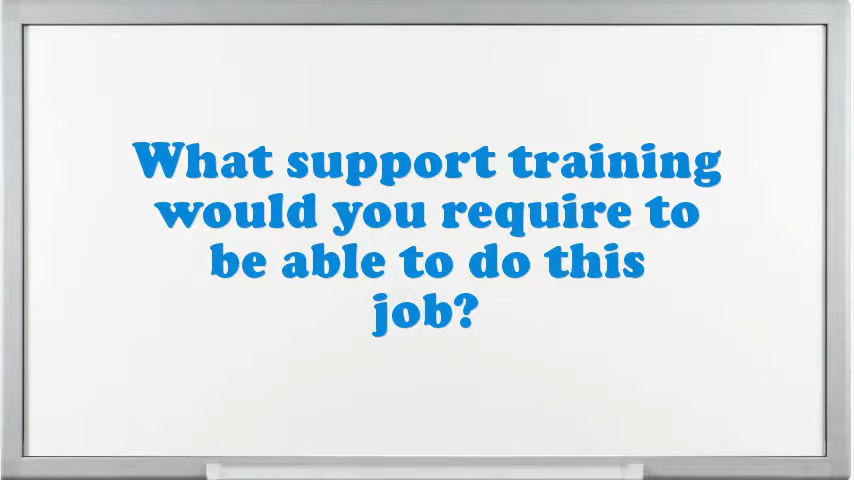 What support training
would you require to
be able to do this
job?